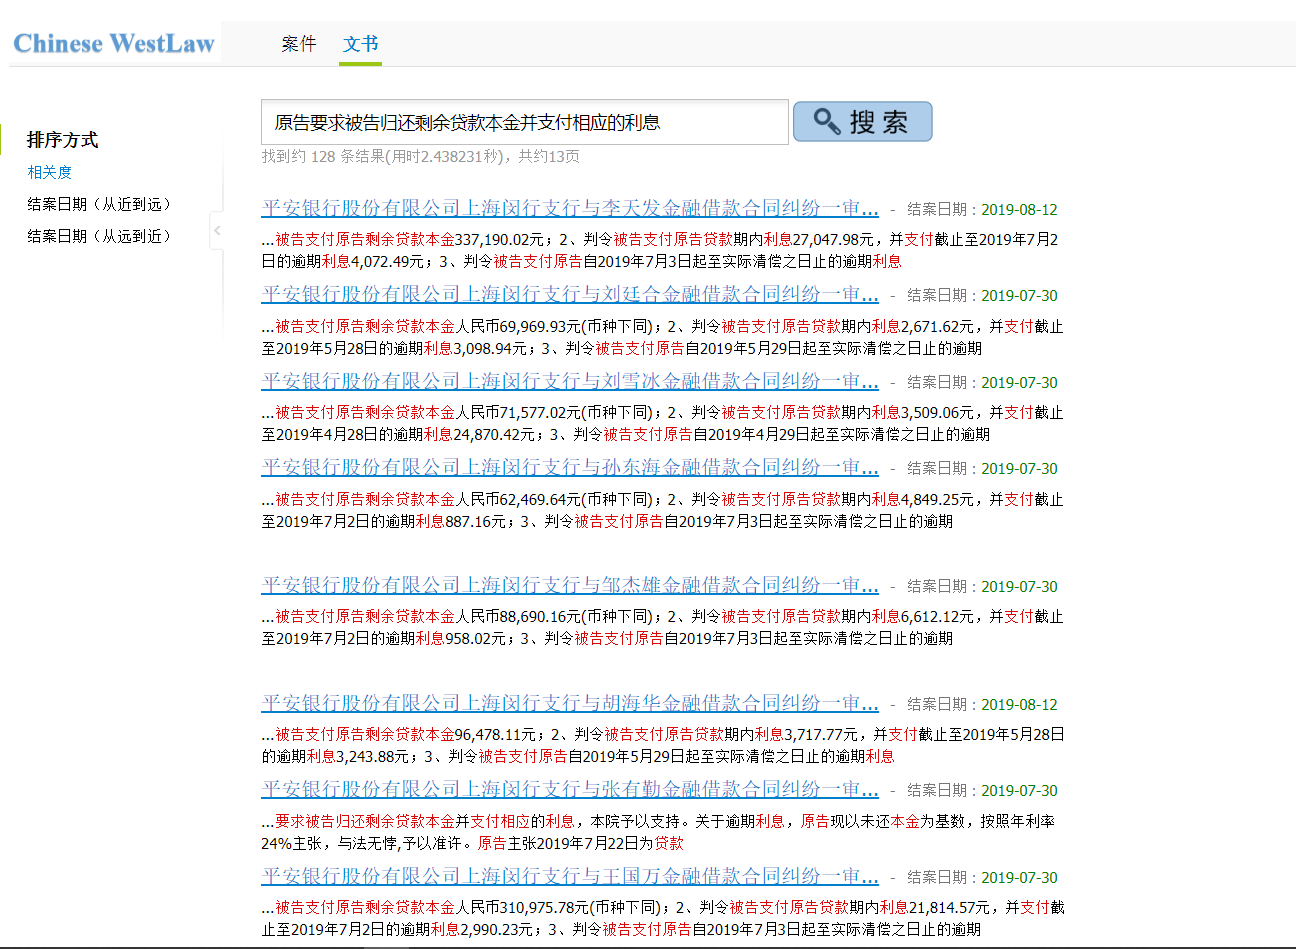 Chinese WestLaw
案件
文书
排序方式
相关度
结案日期（从近到远）
结案日期（从远到近）
原告要求被告归还剩余贷款本金并支付相应的利息
搜 索
找到约 128 条结果(用时2.438231秒)，共约13页
平安银行股份有限公司上海闵行支行与李天发金融借款合同纠纷一审... - 结案日期：2019-08-12
...被告支付原告剩余贷款本金337,190.02元；2、判令被告支付原告贷款期内利息27,047.98元，并支付截止至2019年7月2
日的逾期利息4,072.49元；3、判令被告支付原告自2019年7月3日起至实际清偿之日止的逾期利息
平安银行股份有限公司上海闵行支行与刘廷合金融借款合同纠纷一审... - 结案日期：2019-07-30
...被告支付原告剩余贷款本金人民币69,969.93元(币种下同)；2、判令被告支付原告贷款期内利息2,671.62元，并支付截止
至2019年5月28日的逾期利息3,098.94元；3、判令被告支付原告自2019年5月29日起至实际清偿之日止的逾期
平安银行股份有限公司上海闵行支行与刘雪冰金融借款合同纠纷一审... - 结案日期：2019-07-30
...被告支付原告剩余贷款本金人民币71,577.02元(币种下同)；2、判令被告支付原告贷款期内利息3,509.06元，并支付截止
至2019年4月28日的逾期利息24,870.42元；3、判令被告支付原告自2019年4月29日起至实际清偿之日止的逾期
平安银行股份有限公司上海闵行支行与孙东海金融借款合同纠纷一审... - 结案日期：2019-07-30
...被告支付原告剩余贷款本金人民币62,469.64元(币种下同)；2、判令被告支付原告贷款期内利息4,849.25元，并支付截止
至2019年7月2日的逾期利息887.16元；3、判令被告支付原告自2019年7月3日起至实际清偿之日止的逾期
平安银行股份有限公司上海闵行支行与邹杰雄金融借款合同纠纷一审... - 结案日期：2019-07-30
...被告支付原告剩余贷款本金人民币88,690.16元(币种下同)；2、判令被告支付原告贷款期内利息6,612.12元，并支付截止
至2019年7月2日的逾期利息958.02元；3、判令被告支付原告自2019年7月3日起至实际清偿之日止的逾期
平安银行股份有限公司上海闵行支行与胡海华金融借款合同纠纷一审... - 结案日期：2019-08-12
...被告支付原告剩余贷款本金96,478.11元；2、判令被告支付原告贷款期内利息3,717.77元，并支付截止至2019年5月28日
的逾期利息3,243.88元；3、判令被告支付原告自2019年5月29日起至实际清偿之日止的逾期利息
平安银行股份有限公司上海闵行支行与张有勤金融借款合同纠纷一审... - 结案日期：2019-07-30
...要求被告归还剩余贷款本金并支付相应的利息，本院予以支持。关于逾期利息，原告现以未还本金为基数，按照年利率
24%主张，与法无悖,予以准许。原告主张2019年7月22日为贷款
平安银行股份有限公司上海闵行支行与王国万金融借款合同纠纷一审... - 结案日期：2019-07-30
...被告支付原告剩余贷款本金人民币310,975.78元(币种下同)；2、判令被告支付原告贷款期内利息21,814.57元，并支付截
止至2019年7月2日的逾期利息2,990.23元；3、判令被告支付原告自2019年7月3日起至实际清偿之日止的逾期